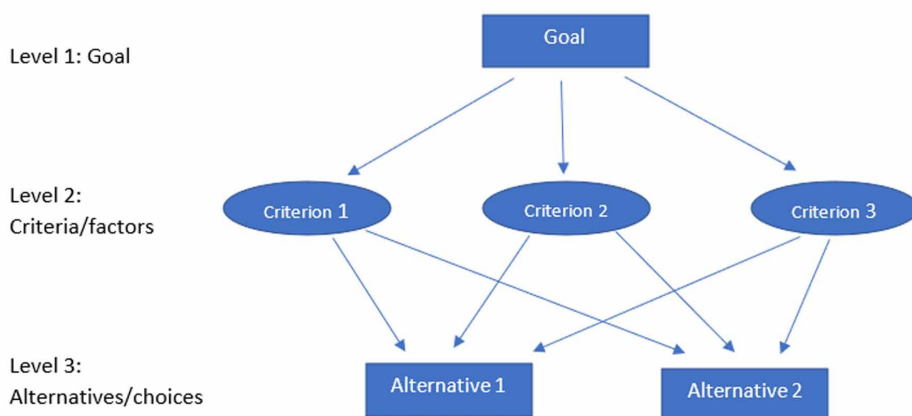 Level 1: Goal
Goal
Level 2:
Criteria/factors
Criterion 1
Criterion 2
Criterion 3
Level 3:
Alternatives/choices
Alternative 1
Alternative 2